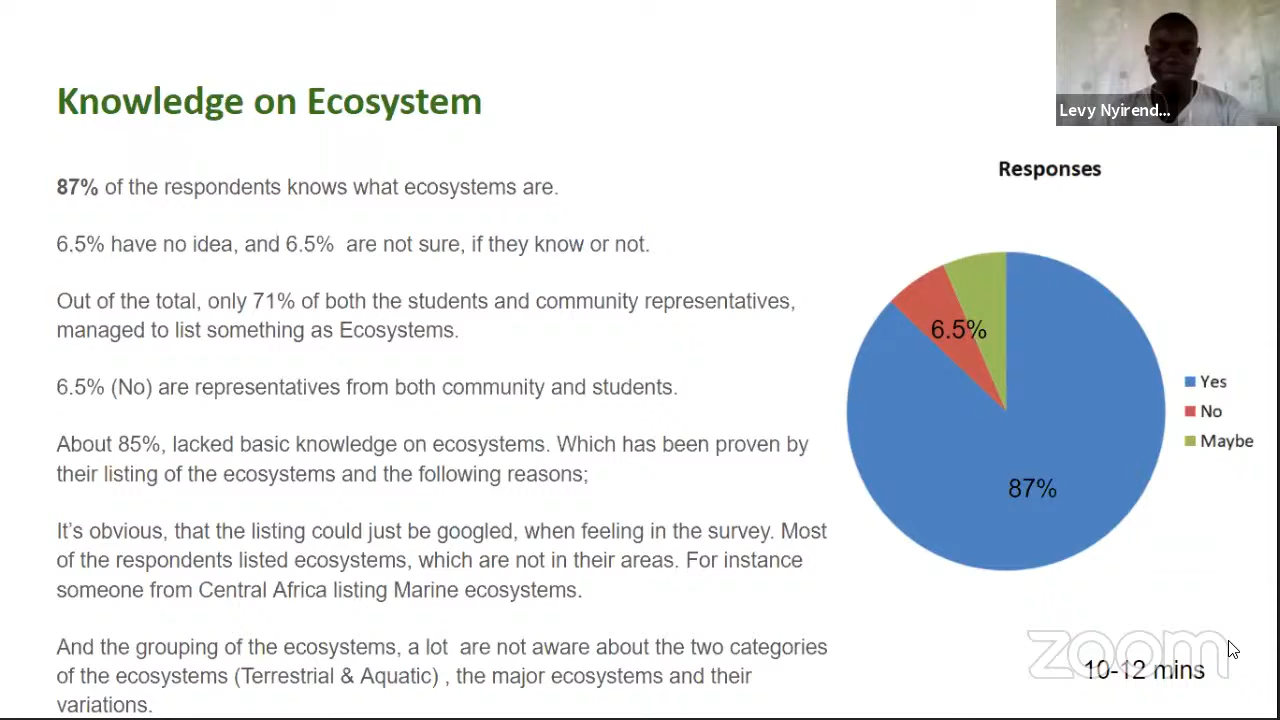 Knowledge on Ecosystem
87% of the respondents knows what ecosystems are.
6.5% have no idea, and 6.5%  are not sure, if they know or not.
Out of the total, only 71% of both the students and community representatives,
managed to list something as Ecosystems.
6.5% (No) are representatives from both community and students.
About 85%, lacked basic knowledge on ecosystems. Which has been proven by
their listing of the ecosystems and the following reasons;
It’s obvious, that the listing could just be googled, when feeling in the survey. Most
of the respondents listed ecosystems, which are not in their areas. For instance
someone from Central Africa listing Marine ecosystems.
And the grouping of the ecosystems, a lot  are not aware about the two categories
of the ecosystems (Terrestrial & Aquatic) , the major ecosystems and their
variations.
Levy Nyirend...
Responses
6.5%
87%
Yes
No
Maybe
zoom
10-12 mins